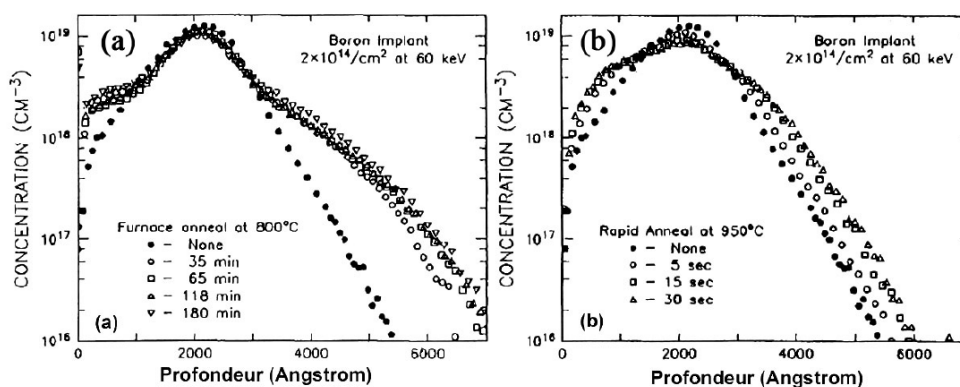 (a)
Boron Implant
2×10¹⁴/cm² at 60 keV
CONCENTRATION (CM⁻³)
10¹⁹
10¹⁸
10¹⁷
10¹⁶
Furnace anneal at 800°C
● – None
○ – 35 min
□ – 65 min
△ – 118 min
▽ – 180 min
(a)
0 2000 4000 6000
Profondeur (Angstrom)
(b)
Boron Implant
2×10¹⁴/cm² at 60 keV
CONCENTRATION (CM⁻³)
10¹⁹
10¹⁸
10¹⁷
10¹⁶
Rapid Anneal at 950°C
● – None
○ – 5 sec
□ – 15 sec
△ – 30 sec
(b)
0 2000 4000 6000
Profondeur (Angstrom)